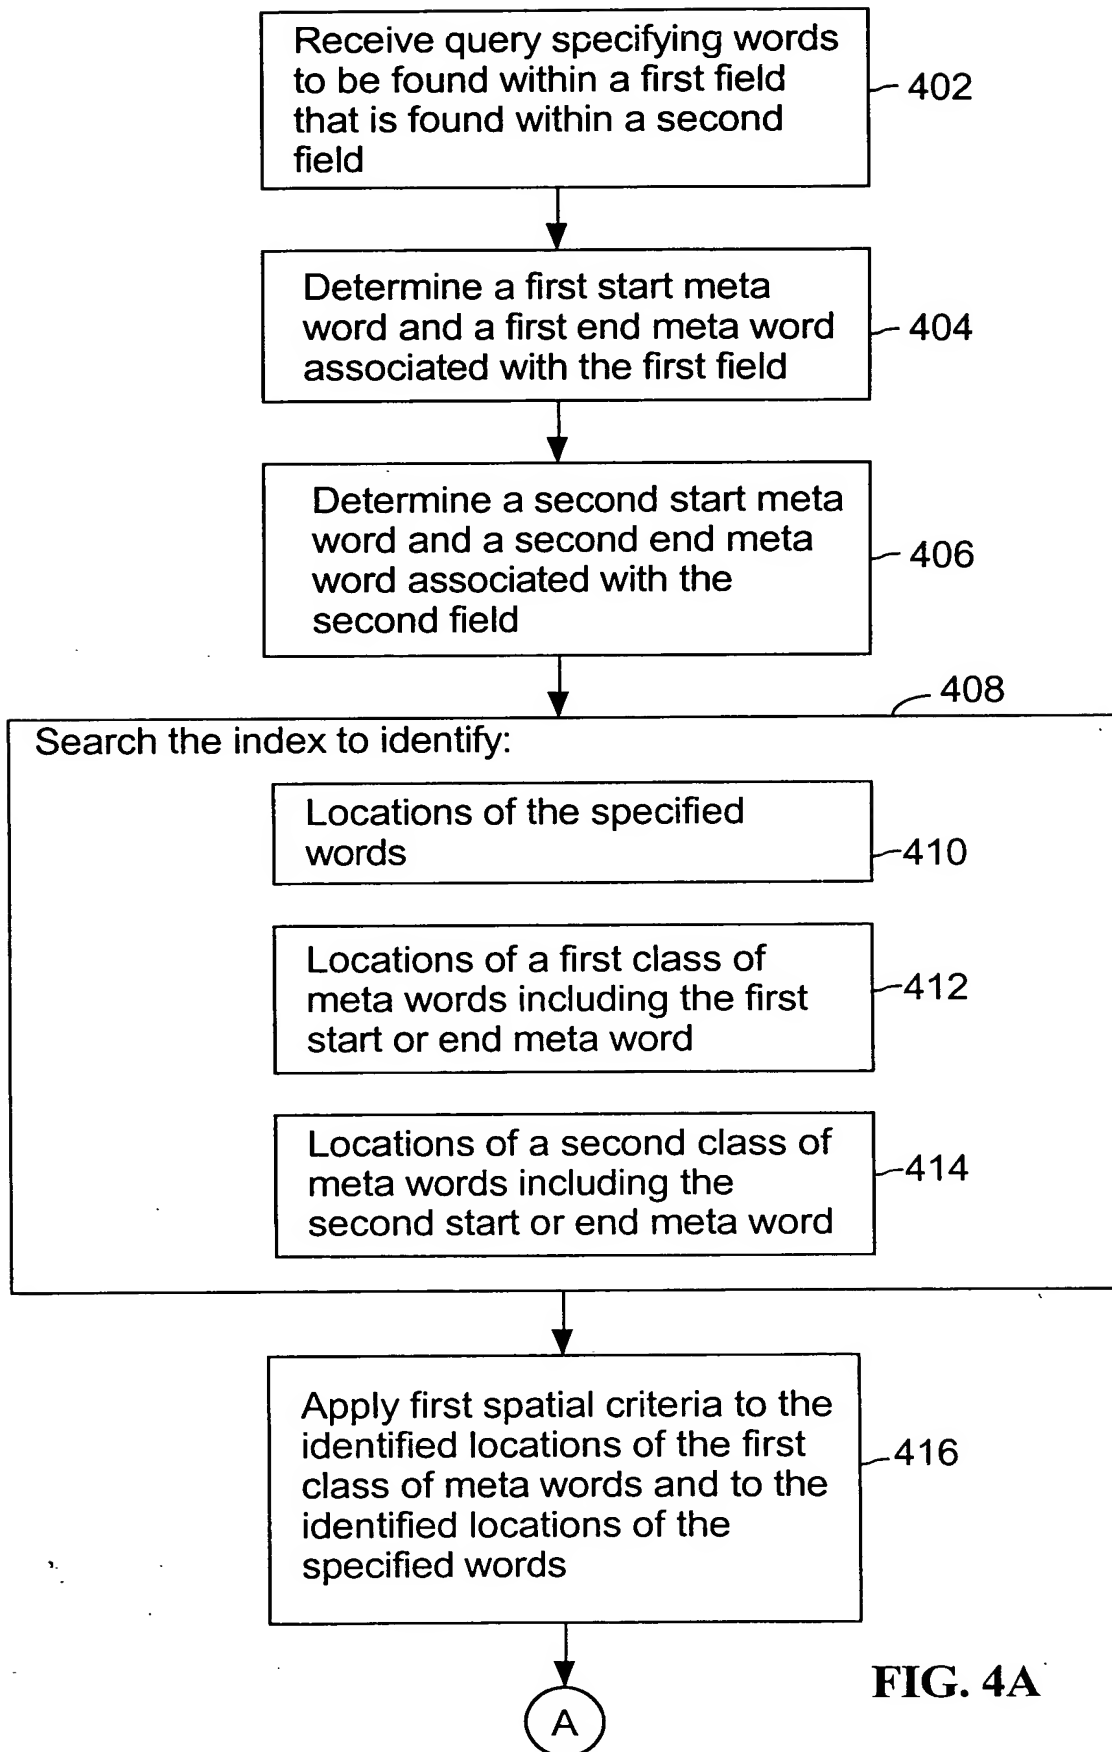 Receive query specifying words
to be found within a first field
that is found within a second
field
402
Determine a first start meta
word and a first end meta word
associated with the first field
404
Determine a second start meta
word and a second end meta
word associated with the
second field
406
408
Search the index to identify:
Locations of the specified
words
410
Locations of a first class of
meta words including the first
start or end meta word
412
Locations of a second class of
meta words including the
second start or end meta word
414
Apply first spatial criteria to the
identified locations of the first
class of meta words and to the
identified locations of the
specified words
416
A
FIG. 4A